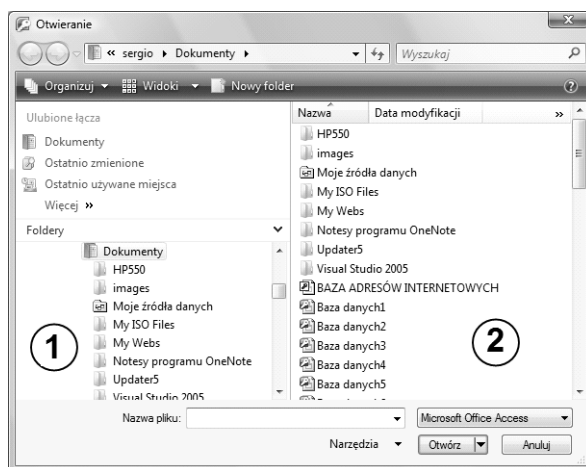 Otwieranie
« sergio Dokumenty
Wyszukaj
Organizuj Widoki Nowy folder
Ulubione łącza
Dokumenty
Ostatnio zmienione
Ostatnio używane miejsca
Więcej »
Foldery
Dokumenty
HP550
images
Moje źródła danych
My ISO Files
My Webs
Notesy programu OneNote
Updater5
Visual Studio 2005
1
Nazwa Data modyfikacji »
HP550
images
Moje źródła danych
My ISO Files
My Webs
Notesy programu OneNote
Updater5
Visual Studio 2005
BAZA ADRESÓW INTERNETOWYCH
Baza danych1
Baza danych2
Baza danych3
Baza danych4
Baza danych5
2
Nazwa pliku: Microsoft Office Access
Narzędzia Otwórz Anuluj